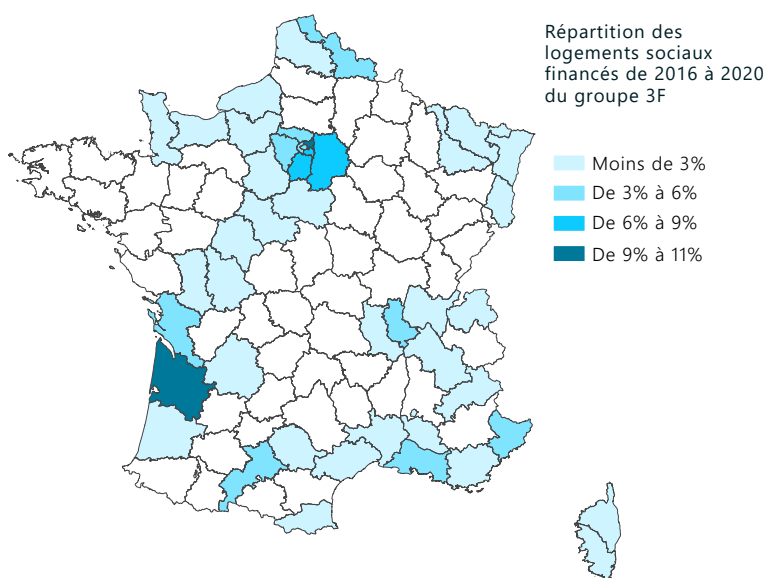 Répartition des
logements sociaux
financés de 2016 à 2020
du groupe 3F
Moins de 3%
De 3% à 6%
De 6% à 9%
De 9% à 11%